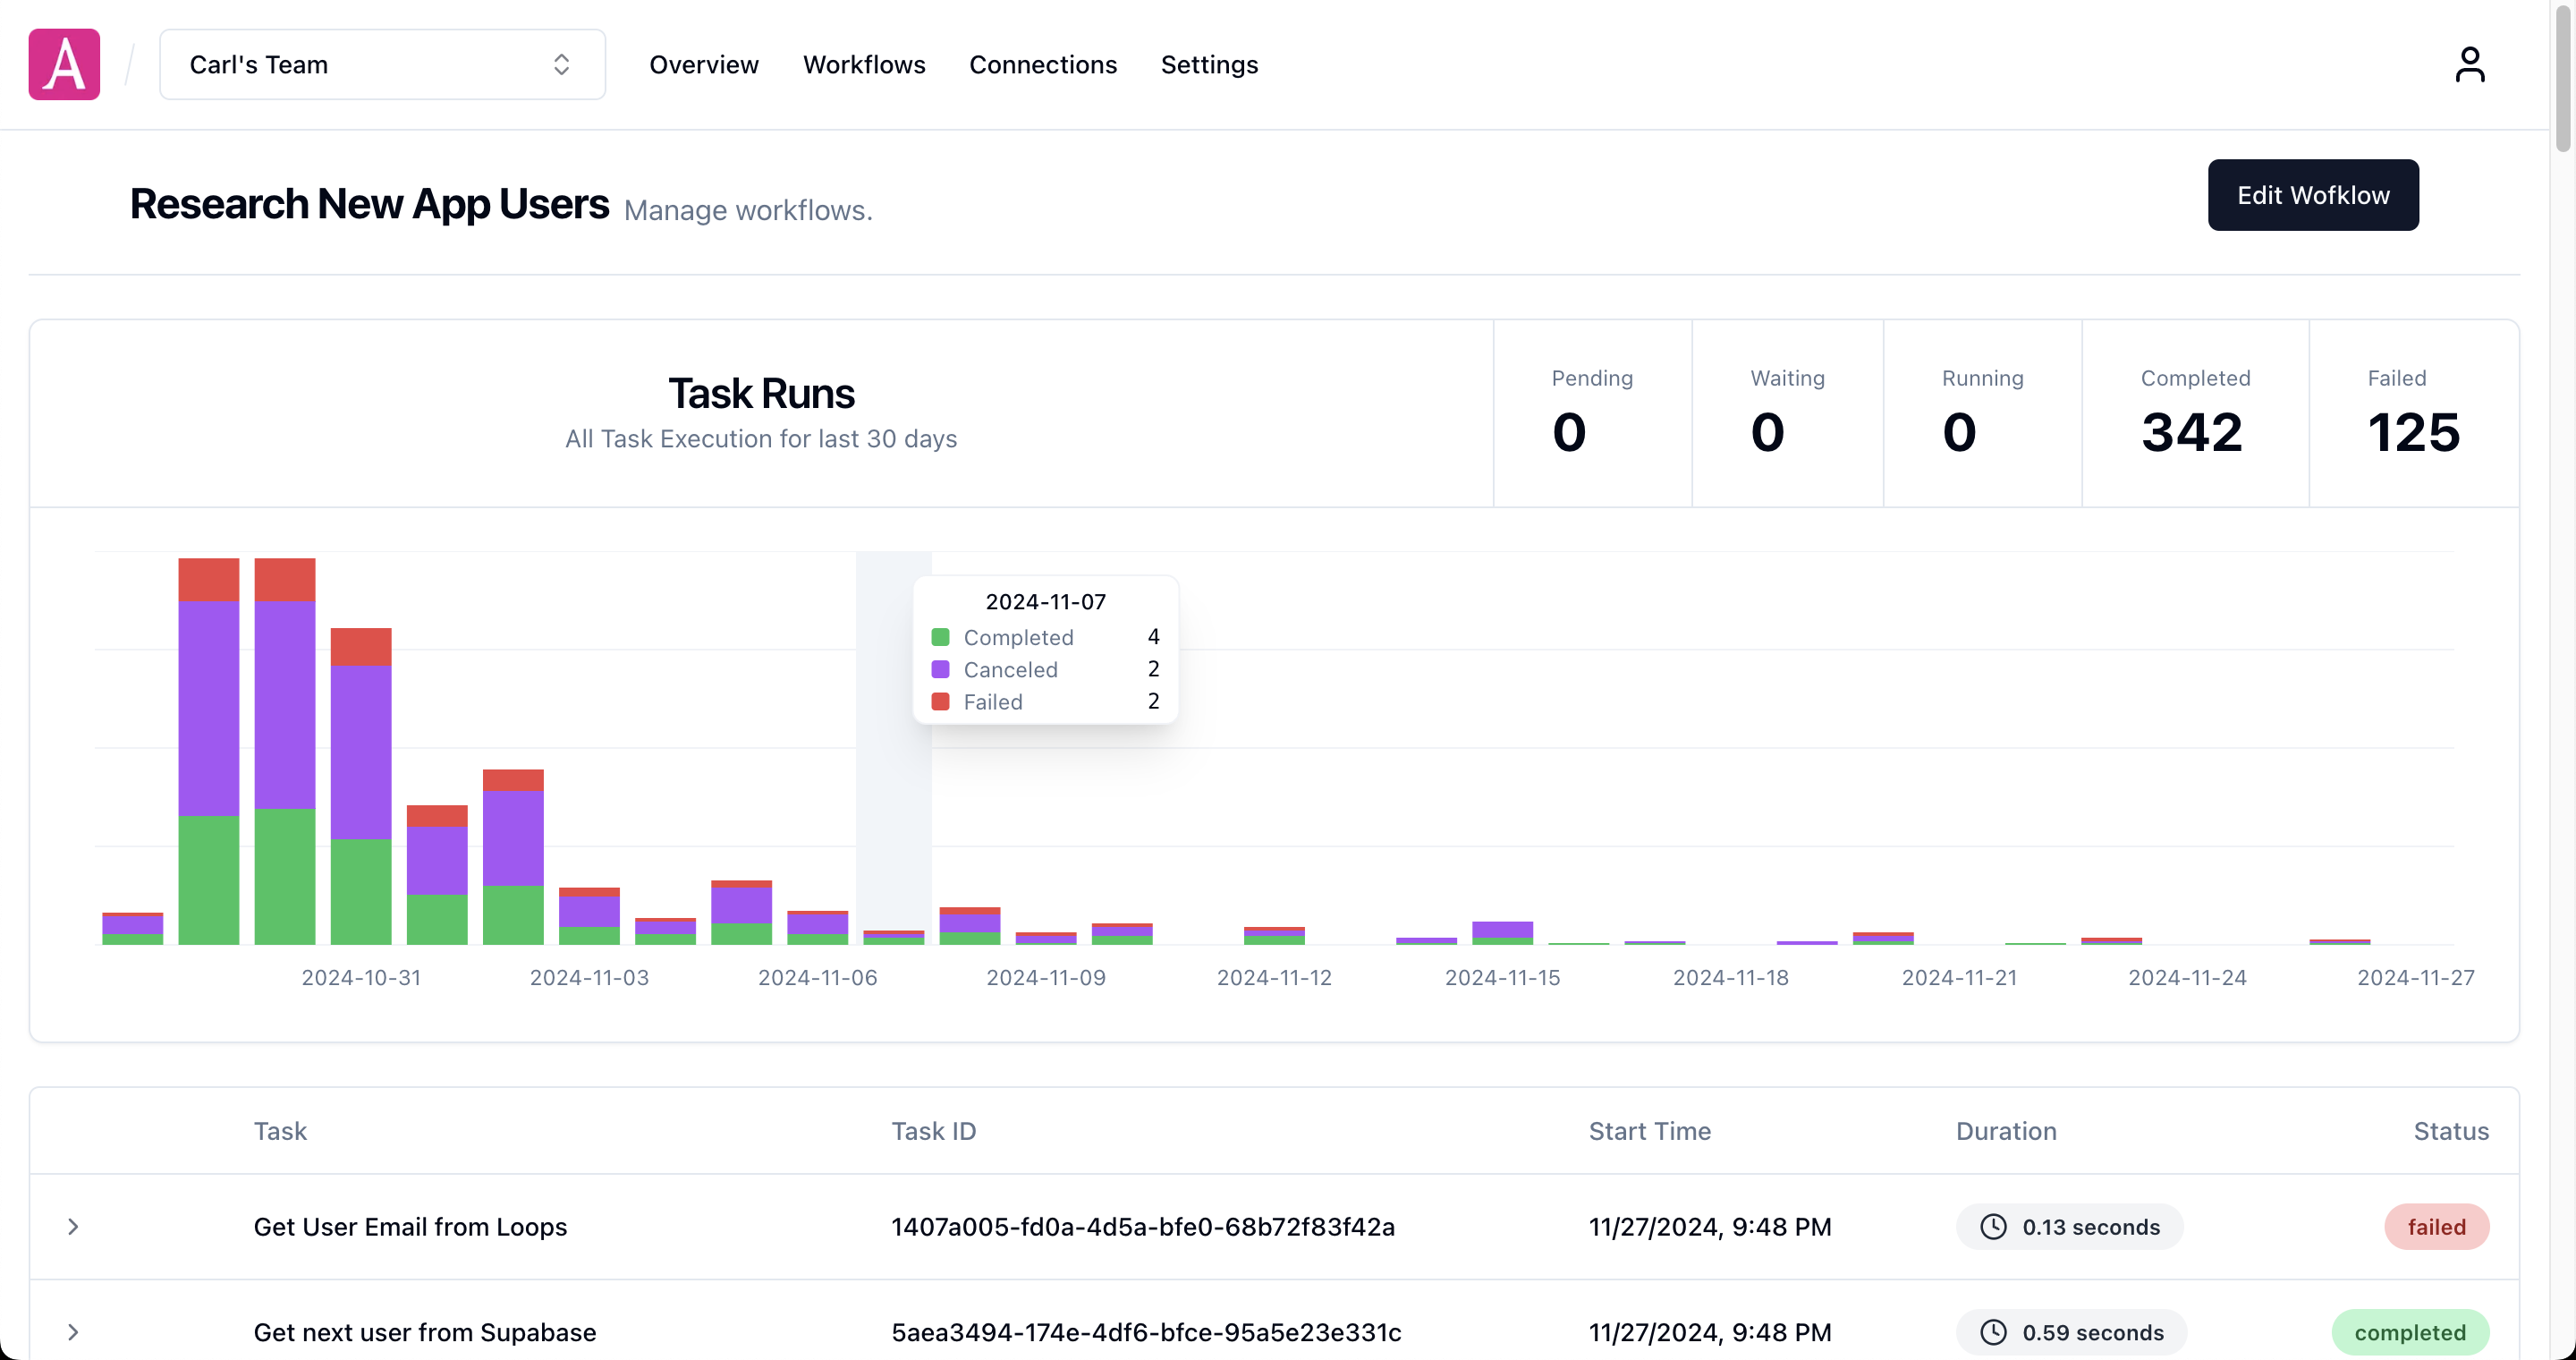 A
Carl's Team
Overview
Workflows
Connections
Settings
Research New App Users
Manage workflows.
Edit Wofklow
Task Runs
All Task Execution for last 30 days
Pending
0
Waiting
0
Running
0
Completed
342
Failed
125
2024-11-07
Completed 4
Canceled 2
Failed 2
2024-10-31
2024-11-03
2024-11-06
2024-11-09
2024-11-12
2024-11-15
2024-11-18
2024-11-21
2024-11-24
2024-11-27
Task
Task ID
Start Time
Duration
Status
Get User Email from Loops
1407a005-fd0a-4d5a-bfe0-68b72f83f42a
11/27/2024, 9:48 PM
0.13 seconds
failed
Get next user from Supabase
5aea3494-174e-4df6-bfce-95a5e23e331c
11/27/2024, 9:48 PM
0.59 seconds
completed